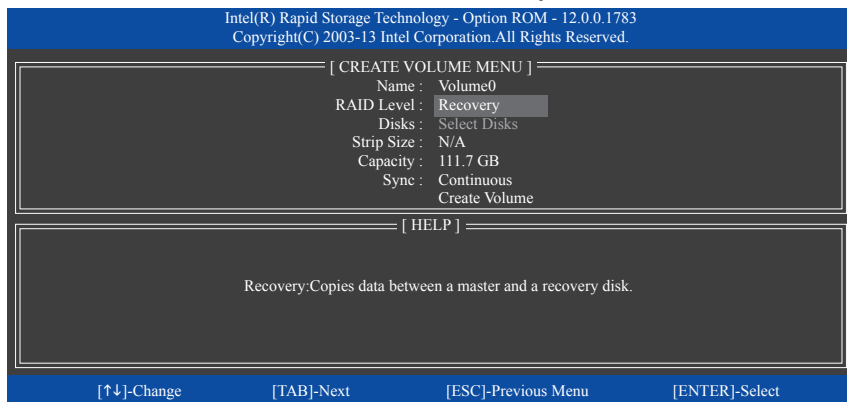 Intel(R) Rapid Storage Technology - Option ROM - 12.0.0.1783
Copyright(C) 2003-13 Intel Corporation.All Rights Reserved.
[ CREATE VOLUME MENU ]
Name : Volume0
RAID Level : Recovery
Disks : Select Disks
Strip Size : N/A
Capacity : 111.7 GB
Sync : Continuous
Create Volume
[ HELP ]
Recovery:Copies data between a master and a recovery disk.
[↑↓]-Change [TAB]-Next [ESC]-Previous Menu [ENTER]-Select